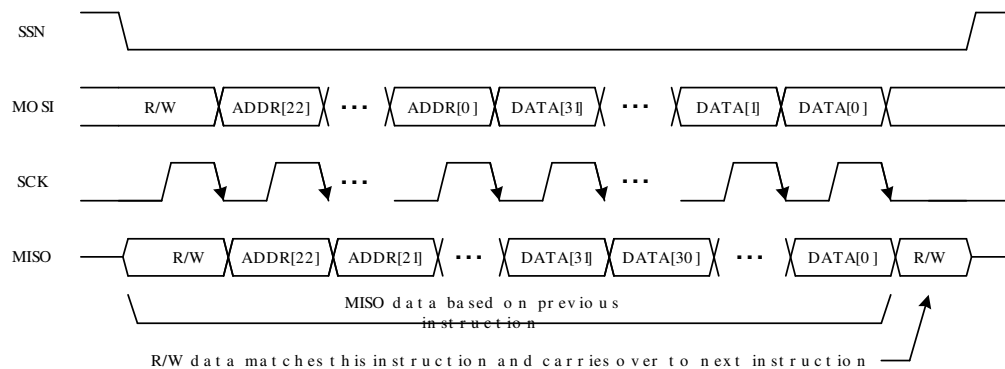 SSN
MOSI R/W ADDR[22] ... ADDR[0] DATA[31] ... DATA[1] DATA[0]
SCK ... ...
MISO R/W ADDR[22] ADDR[21] ... DATA[31] DATA[30] ... DATA[0] R/W
MISO data based on previous
instruction
R/W data matches this instruction and carries over to next instruction